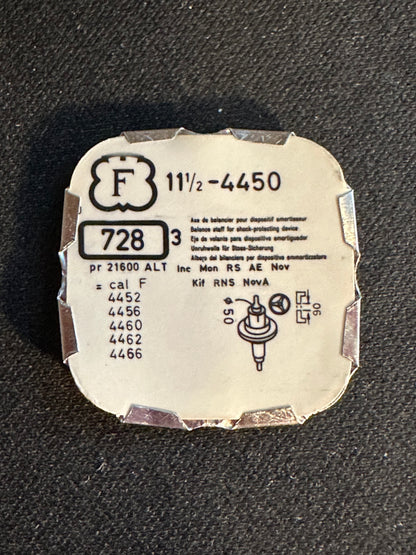 F 11 1/2 -4450
728 3
Axe de balancier pour dispositif amortisseur
Balance staff for shock-protecting device
Eje de volante para dispositivo amortiguador
Unruhwelle für Stoss-Sicherung
Albero del bilanciere per dispositivo ammortizzatore
pr 21600 ALT Inc Mon RS AE Nov
= cal F Kif RNS NovA
4452
4456
4460
4462
4466
ø 50
90